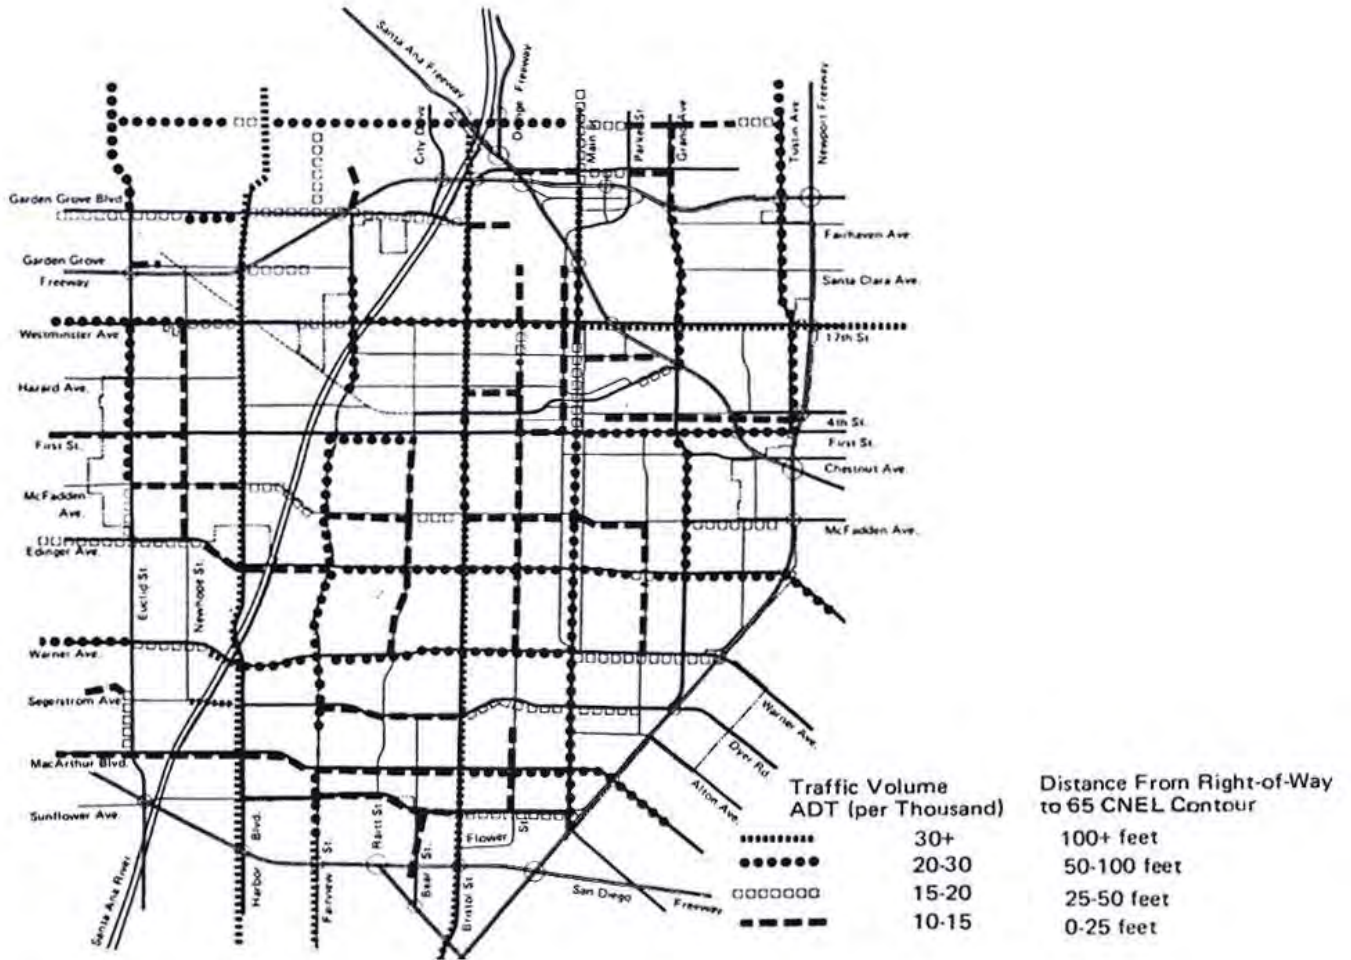 Santa Ana Freeway
Orange Freeway
City Drive
Main St.
Parker St.
Grand Ave
Tustin Ave
Newport Freeway
Garden Grove Blvd.
Fairhaven Ave.
Garden Grove
Freeway
Santa Clara Ave.
Westminster Ave
17th St
Hazard Ave.
4th St.
First St.
First St.
Chestnut Ave.
McFadden
Ave.
McFadden Ave.
Edinger Ave.
Euclid St.
Newhope St.
Warner Ave.
Segerstrom Ave
Warner Ave.
Dyer Rd.
MacArthur Blvd.
Alton Ave.
Sunflower Ave.
Flower
St.
Raitt St.
Harbor
Blvd.
Fairview
St.
Bear St.
Bristol St.
San Diego
Freeway
Santa Ana River
Traffic Volume
ADT (per Thousand)
Distance From Right-of-Way
to 65 CNEL Contour
30+ 100+ feet
20-30 50-100 feet
15-20 25-50 feet
10-15 0-25 feet